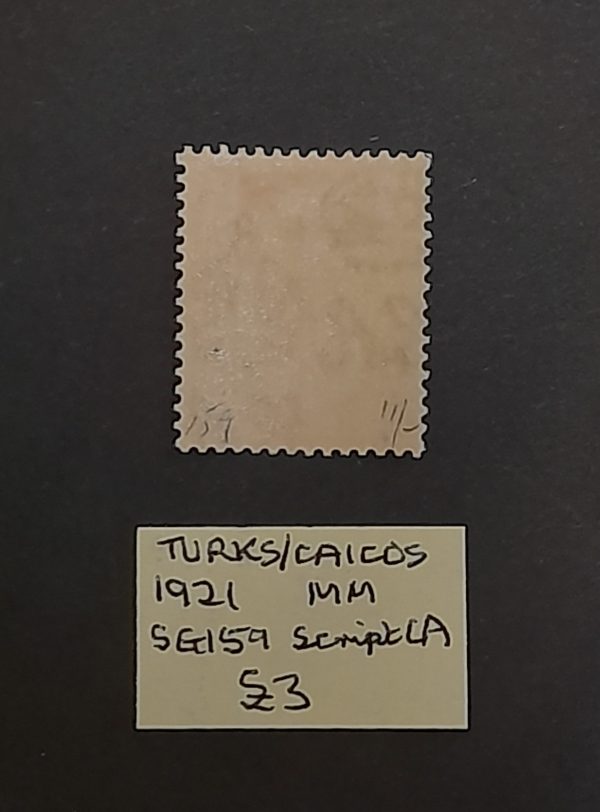 159 11/-
TURKS/CAICOS
1921 MM
SG159 Script CA
£3